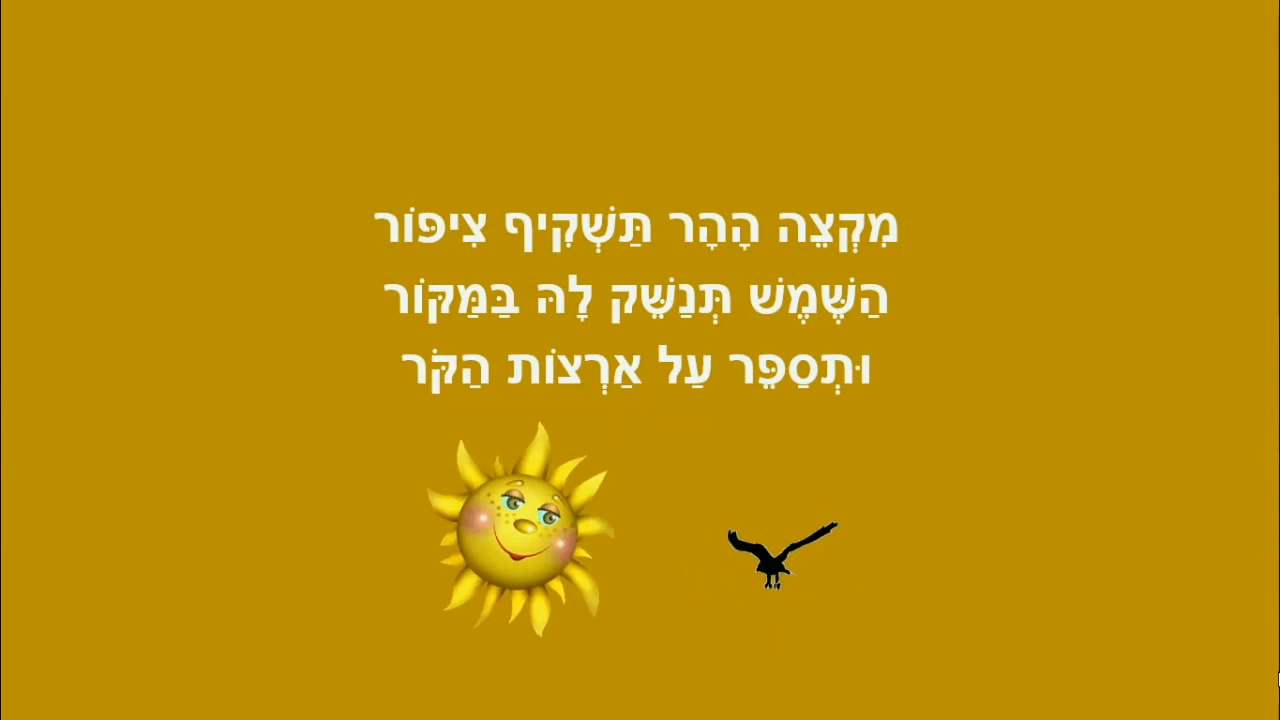 מִקְצֵה הָהָר תַּשְׁקִיף צִיפּוֹר
הַשֶּׁמֶשׁ תְּנַשֵּׁק לָהּ בַּמַּקּוֹר
וּתְסַפֵּר עַל אַרְצוֹת הַקֹּר